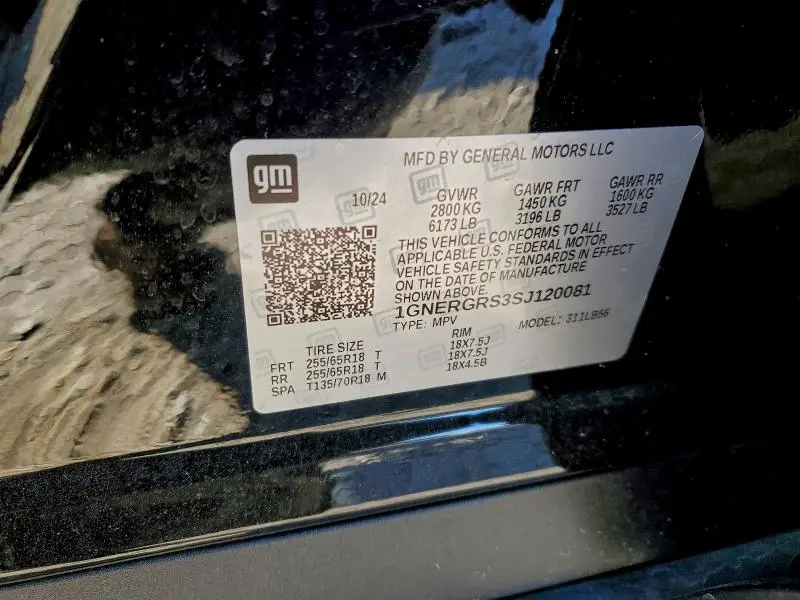 MFD BY GENERAL MOTORS LLC
gm
10/24
GVWR GAWR FRT GAWR RR
2800 KG 1450 KG 1600 KG
6173 LB 3196 LB 3527 LB
THIS VEHICLE CONFORMS TO ALL
APPLICABLE U.S. FEDERAL MOTOR
VEHICLE SAFETY STANDARDS IN EFFECT
ON THE DATE OF MANUFACTURE
SHOWN ABOVE.
1GNERGRS3SJ120081
TYPE: MPV MODEL: 311LB56
TIRE SIZE RIM
FRT 255/65R18 T 18X7.5J
RR 255/65R18 T 18X7.5J
SPA T135/70R18 M 18X4.5B